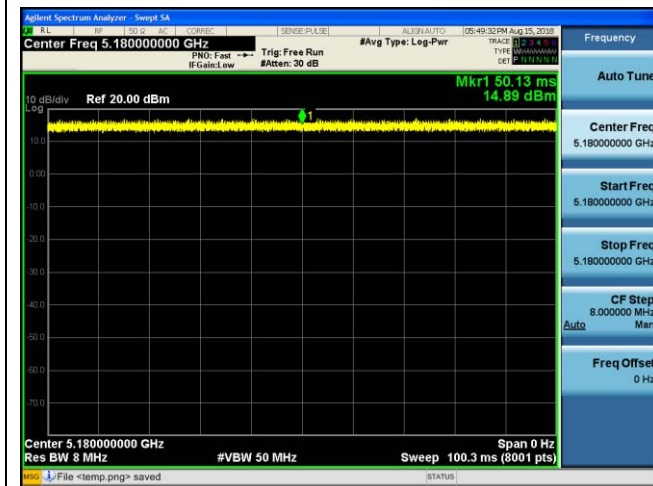 Agilent Spectrum Analyzer - Swept SA
RL RF 50 Ω AC CORREC SENSE:PULSE ALIGN AUTO 05:49:32 PM Aug 15, 2018
Center Freq 5.180000000 GHz
PNO: Fast
IFGain:Low
Trig: Free Run
#Atten: 30 dB
#Avg Type: Log-Pwr
TRACE 1 2 3 4 5 6
TYPE
DET P N N N N N
Frequency
Mkr1 50.13 ms
14.89 dBm
10 dB/div Ref 20.00 dBm
Log
1
10.0
0.00
-10.0
-20.0
-30.0
-40.0
-50.0
-60.0
-70.0
Center 5.180000000 GHz Span 0 Hz
Res BW 8 MHz #VBW 50 MHz Sweep 100.3 ms (8001 pts)
Auto Tune
Center Freq
5.180000000 GHz
Start Freq
5.180000000 GHz
Stop Freq
5.180000000 GHz
CF Step
8.000000 MHz
Auto Man
Freq Offset
0 Hz
MSG File <temp.png> saved STATUS